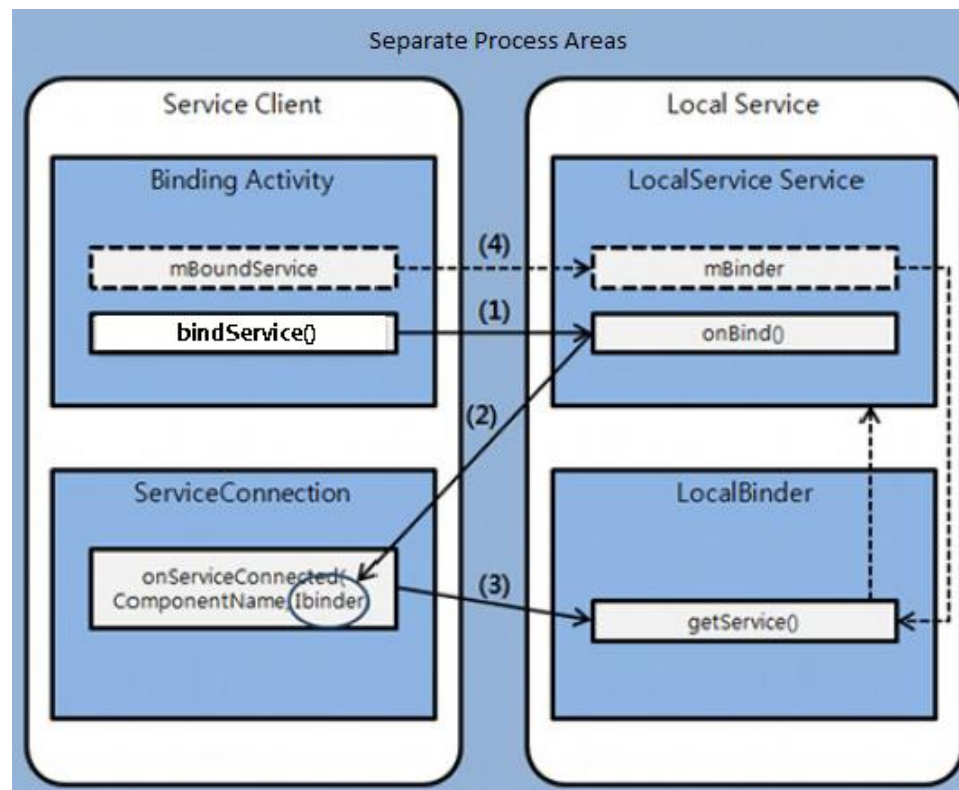 Separate Process Areas
Service Client
Binding Activity
mBoundService
bindService()
ServiceConnection
onServiceConnected(
ComponentName, Ibinder)
(4)
(1)
(2)
(3)
Local Service
LocalService Service
mBinder
onBind()
LocalBinder
getService()